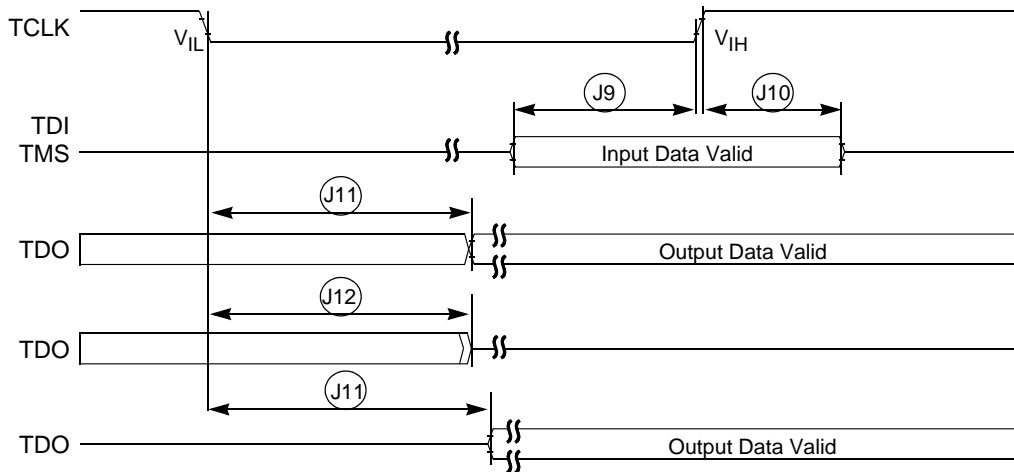 TCLK
VIL
VIH
J9
J10
TDI
TMS
Input Data Valid
J11
TDO
Output Data Valid
J12
TDO
J11
TDO
Output Data Valid